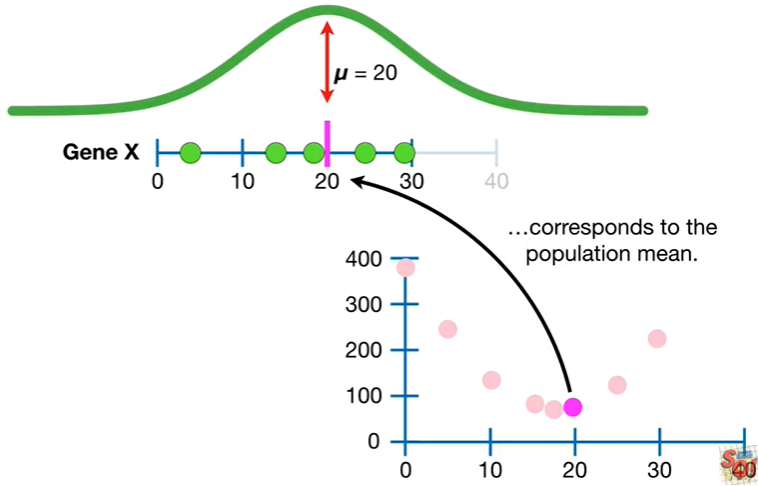 μ = 20
Gene X
0 10 20 30 40
...corresponds to the
population mean.
400
300
200
100
0
0 10 20 30 40